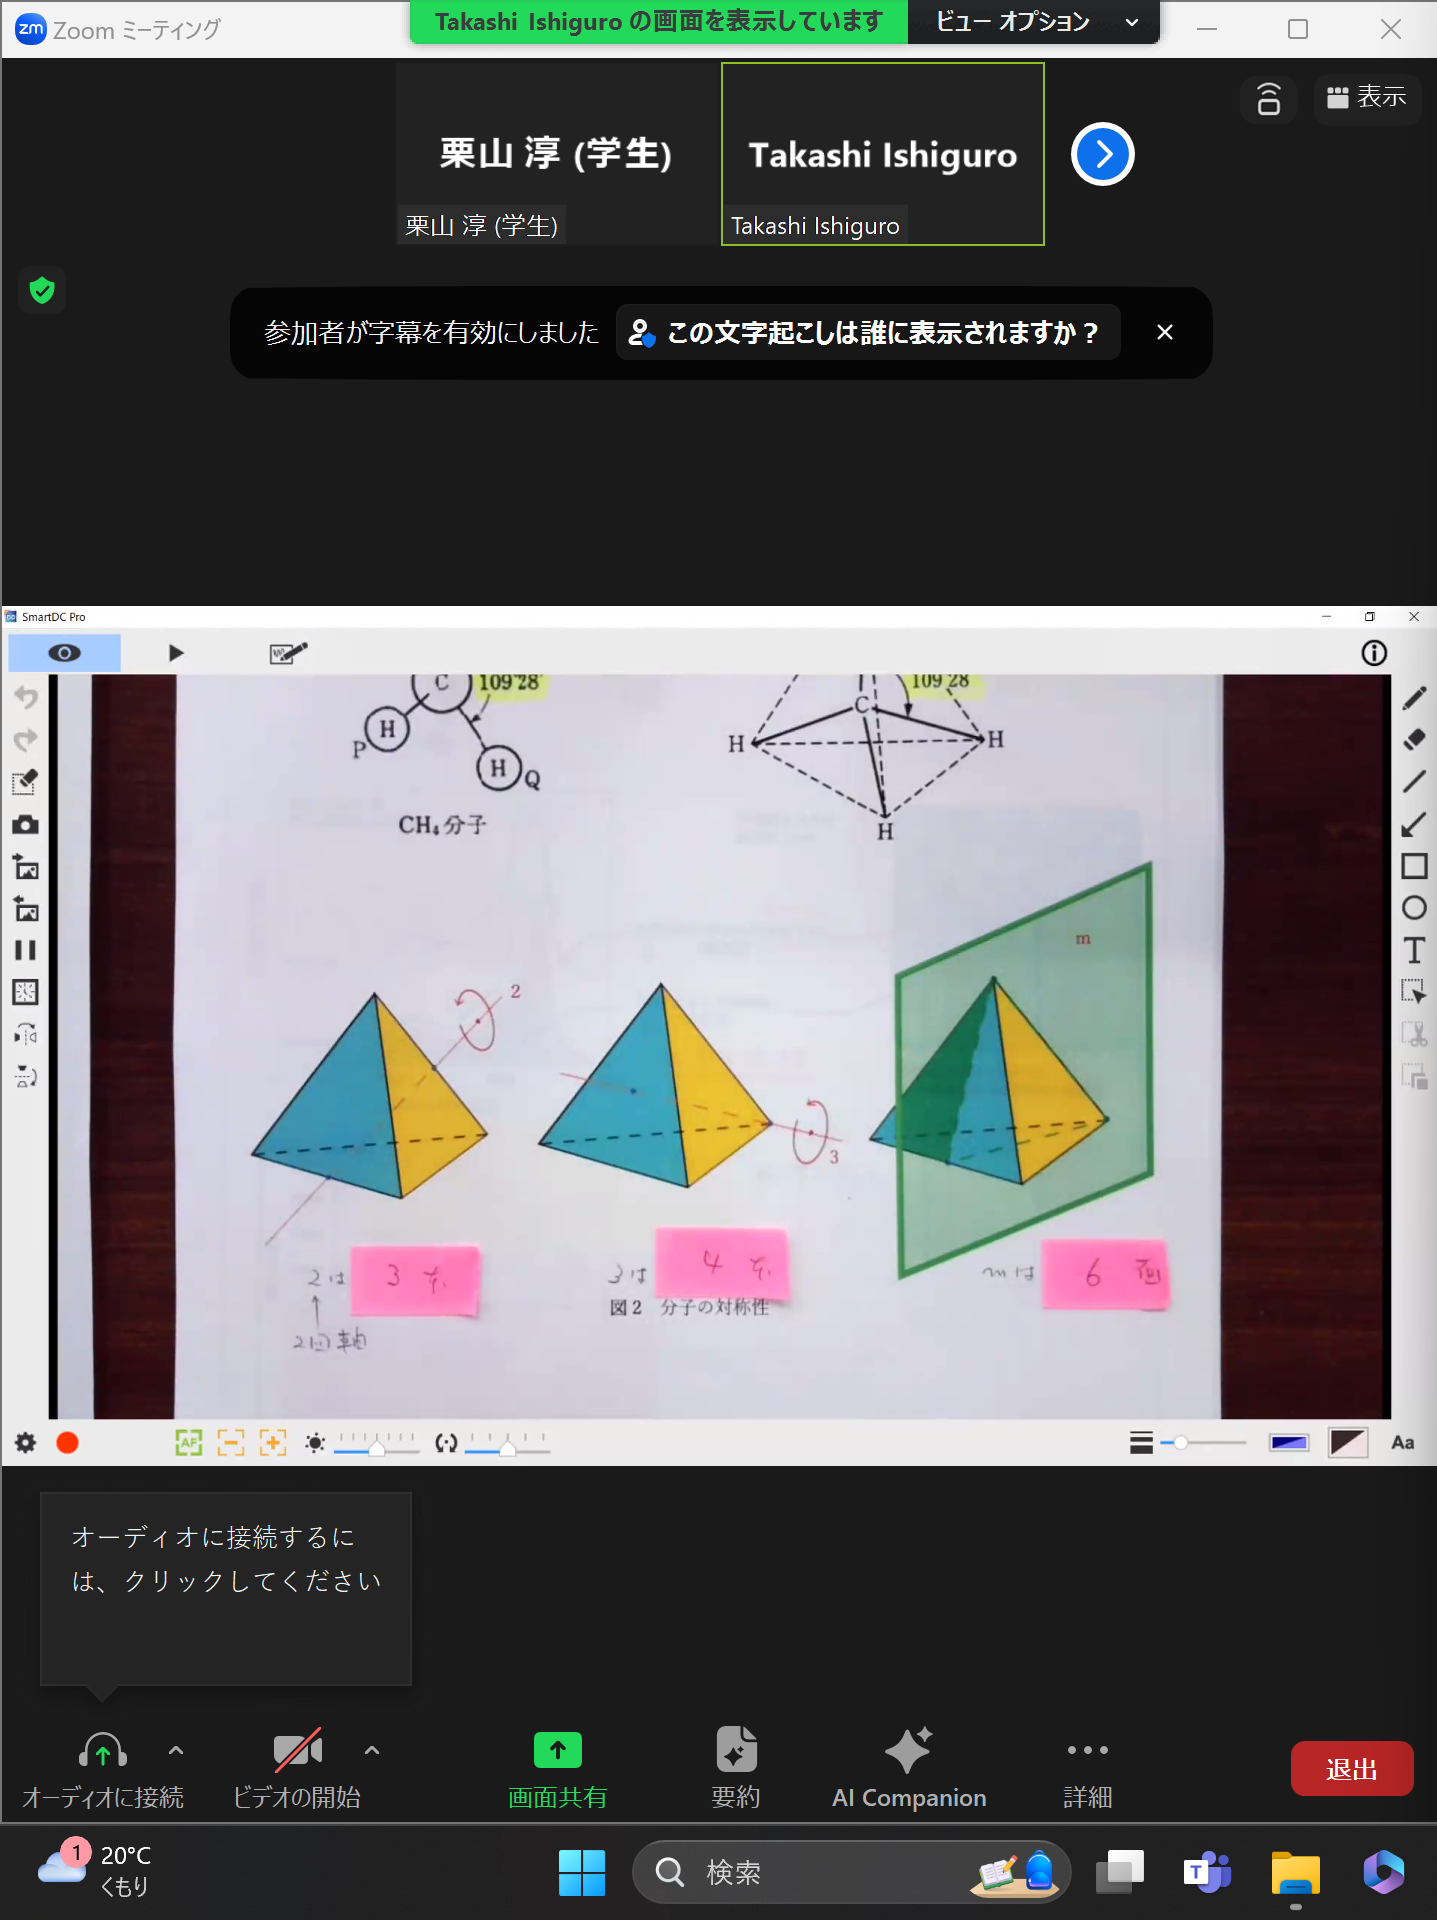 zm Zoom ミーティング
Takashi Ishiguro の画面を表示しています
ビュー オプション
栗山 淳 (学生)
栗山 淳 (学生)
Takashi Ishiguro
Takashi Ishiguro
表示
参加者が字幕を有効にしました
この文字起こしは誰に表示されますか？
SmartDC Pro
C 109°28′
H
P
H
Q
CH₄分子
C
109°28′
H
H
H
2
3
m
2は 3本
3は 4本
mは 6面
2回軸
図2 分子の対称性
T
AF
Aa
オーディオに接続するに
は、クリックしてください
オーディオに接続
ビデオの開始
画面共有
要約
AI Companion
詳細
退出
1
20°C
くもり
検索
T